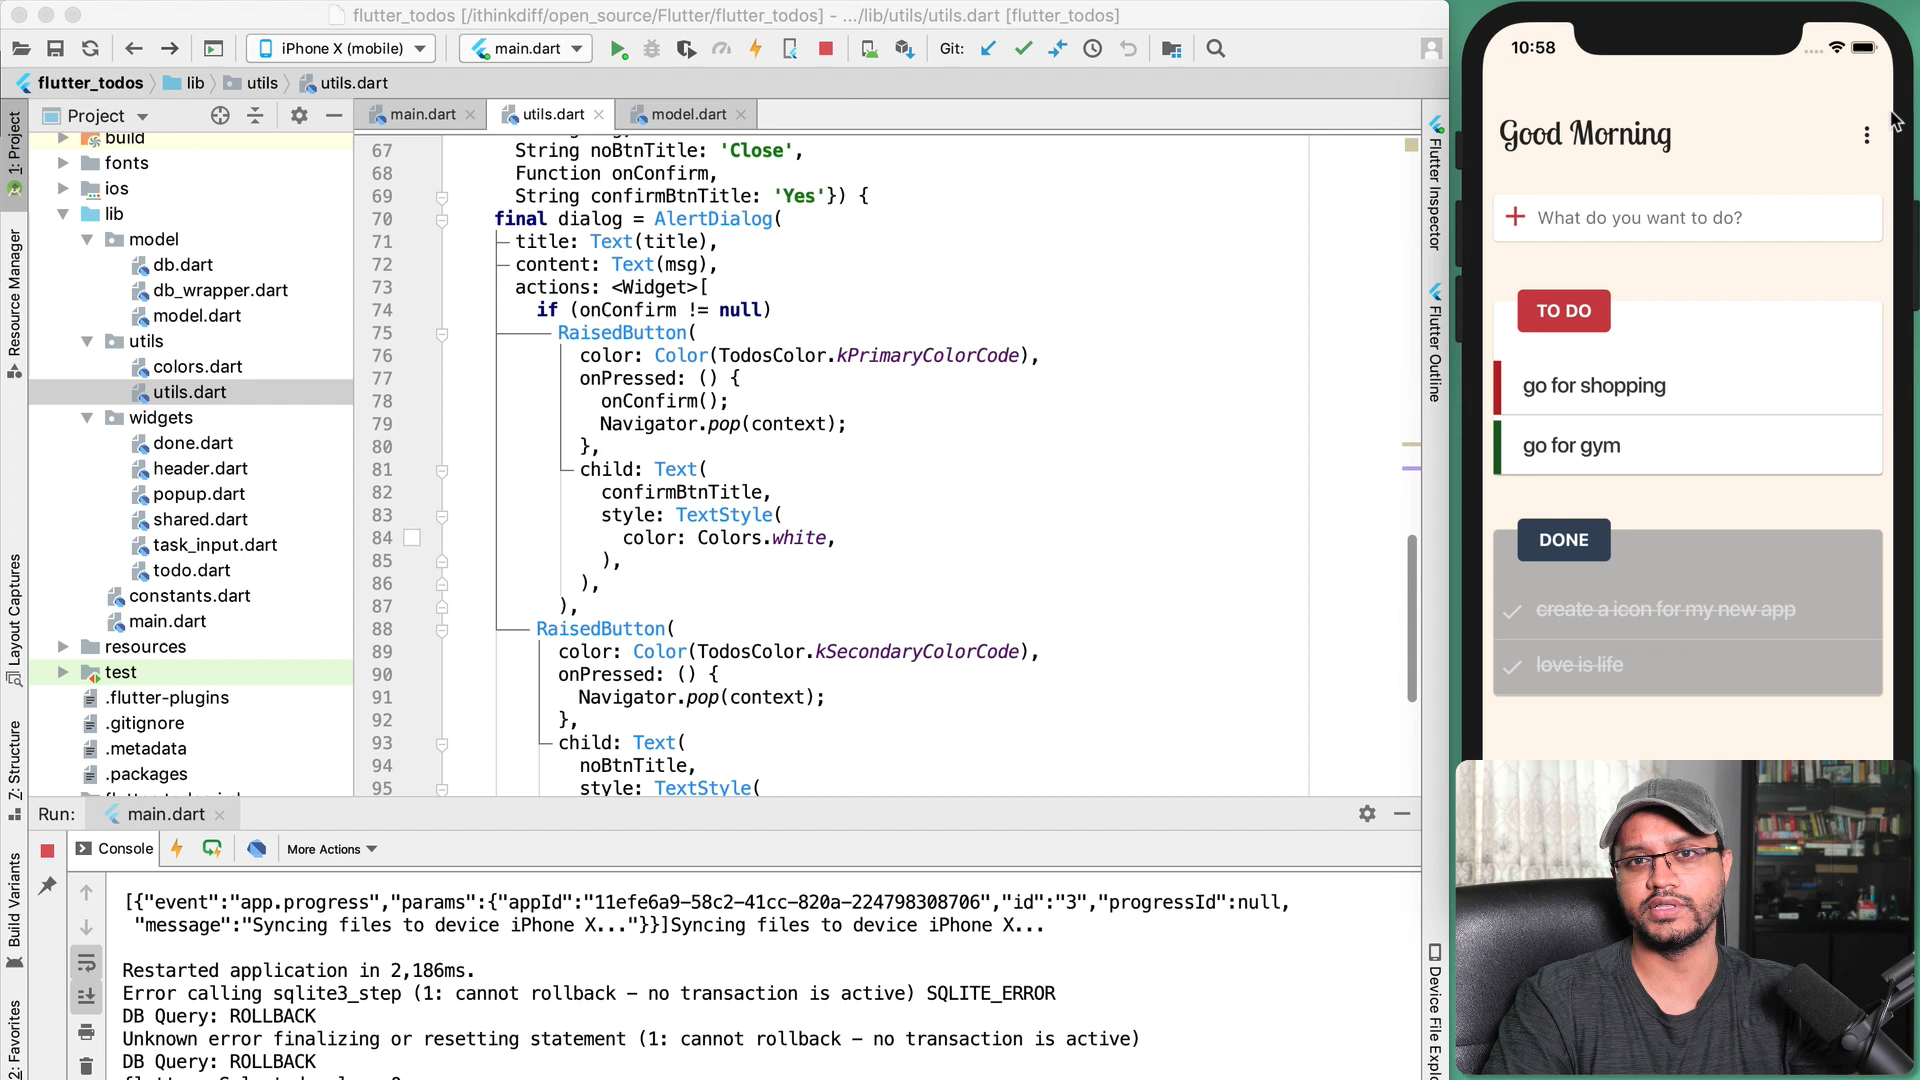 flutter_todos [/ithinkdiff/open_source/Flutter/flutter_todos] - .../lib/utils/utils.dart [flutter_todos]
iPhone X (mobile)
main.dart
Git:
flutter_todos
lib
utils
utils.dart
Project
main.dart
utils.dart
model.dart
1: Project
Resource Manager
Layout Captures
Z: Structure
Build Variants
2: Favorites
build
fonts
ios
lib
model
db.dart
db_wrapper.dart
model.dart
utils
colors.dart
utils.dart
widgets
done.dart
header.dart
popup.dart
shared.dart
task_input.dart
todo.dart
constants.dart
main.dart
resources
test
.flutter-plugins
.gitignore
.metadata
.packages
67 String noBtnTitle: 'Close',
68 Function onConfirm,
69 String confirmBtnTitle: 'Yes'}) {
70 final dialog = AlertDialog(
71 title: Text(title),
72 content: Text(msg),
73 actions: <Widget>[
74 if (onConfirm != null)
75 RaisedButton(
76 color: Color(TodosColor.kPrimaryColorCode),
77 onPressed: () {
78 onConfirm();
79 Navigator.pop(context);
80 },
81 child: Text(
82 confirmBtnTitle,
83 style: TextStyle(
84 color: Colors.white,
85 ),
86 ),
87 ),
88 RaisedButton(
89 color: Color(TodosColor.kSecondaryColorCode),
90 onPressed: () {
91 Navigator.pop(context);
92 },
93 child: Text(
94 noBtnTitle,
95 style: TextStyle(
Flutter Inspector
Flutter Outline
Device File Explo
Run:
main.dart
Console
More Actions
[{"event":"app.progress","params":{"appId":"11efe6a9-58c2-41cc-820a-224798308706","id":"3","progressId":null,
"message":"Syncing files to device iPhone X..."}}]Syncing files to device iPhone X...
Restarted application in 2,186ms.
Error calling sqlite3_step (1: cannot rollback – no transaction is active) SQLITE_ERROR
DB Query: ROLLBACK
Unknown error finalizing or resetting statement (1: cannot rollback – no transaction is active)
DB Query: ROLLBACK
10:58
Good Morning
What do you want to do?
TO DO
go for shopping
go for gym
DONE
create a icon for my new app
love is life